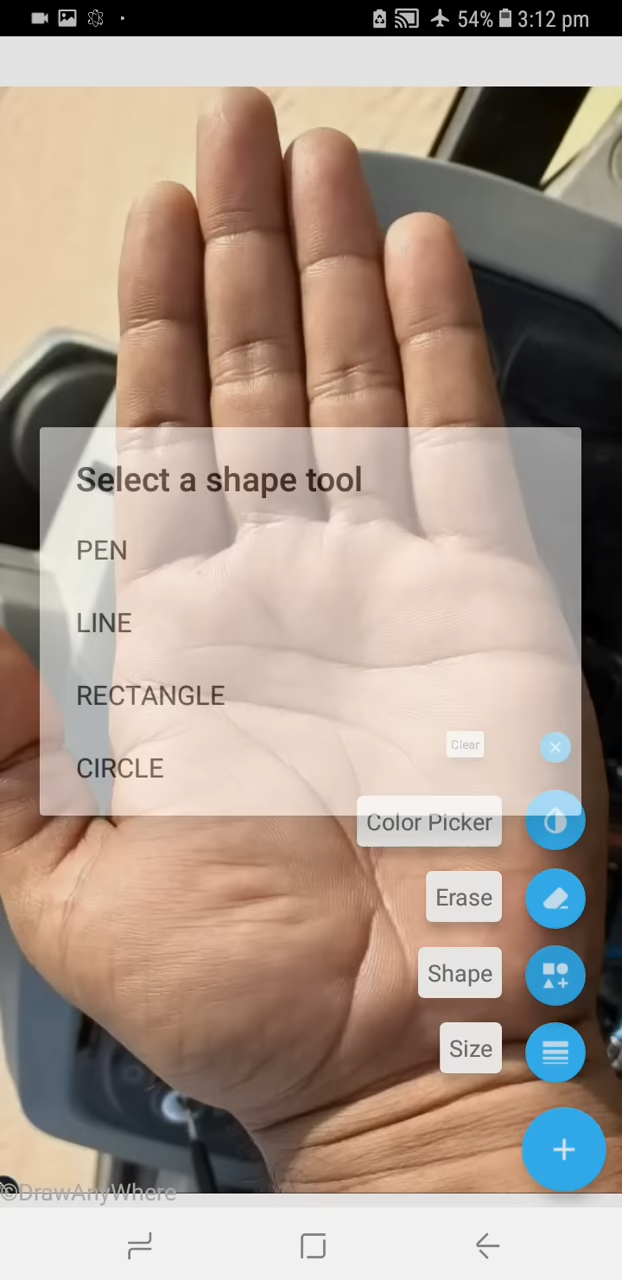 54% 3:12 pm
Select a shape tool
PEN
LINE
RECTANGLE
CIRCLE
Clear
Color Picker
Erase
Shape
Size
©DrawAnyWhere